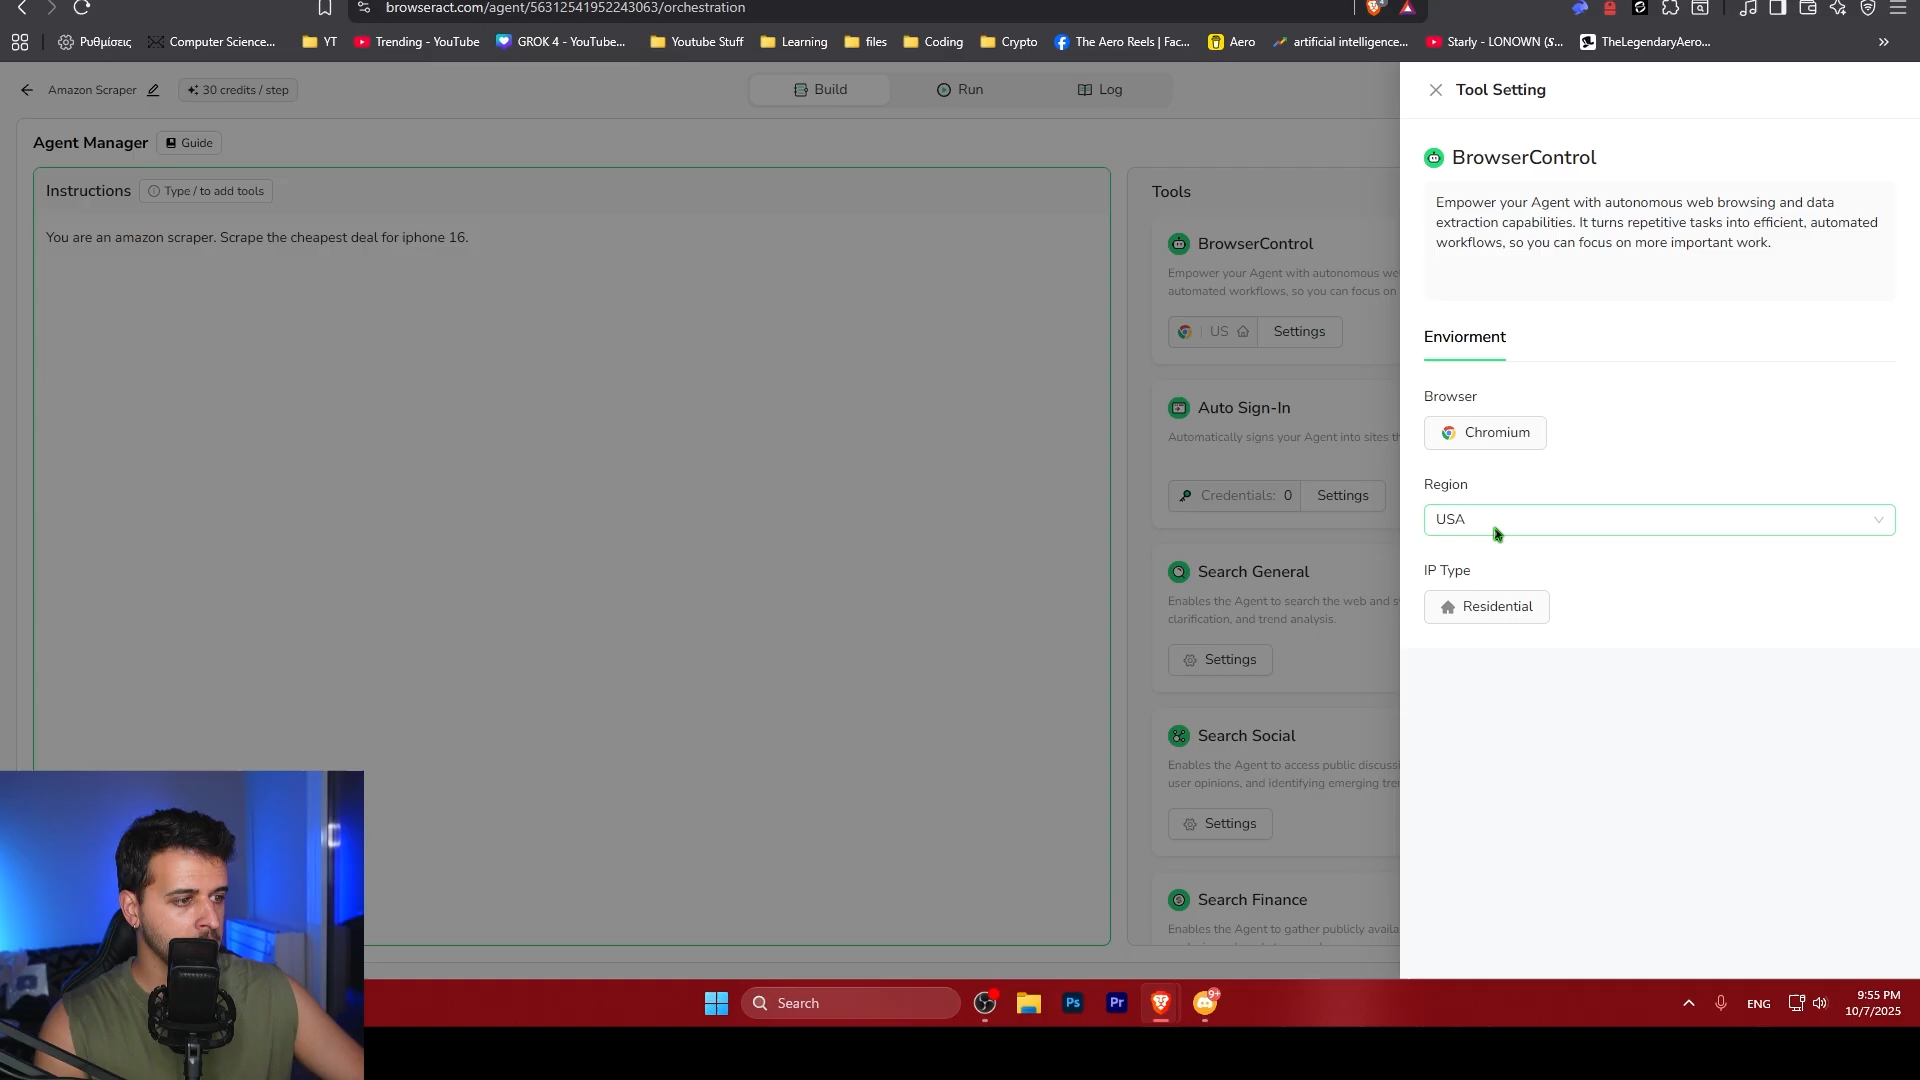 browseract.com/agent/56312541952243063/orchestration
Ρυθμίσεις
Computer Science...
YT
Trending - YouTube
GROK 4 - YouTube...
Youtube Stuff
Learning
files
Coding
Crypto
The Aero Reels | Fac...
Aero
artificial intelligence...
Starly - LONOWN (S...
TheLegendaryAero...
Amazon Scraper
30 credits / step
Build
Run
Log
Agent Manager
Guide
Instructions
Type / to add tools
You are an amazon scraper. Scrape the cheapest deal for iphone 16.
Tools
BrowserControl
Empower your Agent with autonomous we
automated workflows, so you can focus on
US
Settings
Auto Sign-In
Automatically signs your Agent into sites th
Credentials: 0
Settings
Search General
Enables the Agent to search the web and s
clarification, and trend analysis.
Settings
Search Social
Enables the Agent to access public discussi
user opinions, and identifying emerging tre
Settings
Search Finance
Enables the Agent to gather publicly availa
Tool Setting
BrowserControl
Empower your Agent with autonomous web browsing and data
extraction capabilities. It turns repetitive tasks into efficient, automated
workflows, so you can focus on more important work.
Enviorment
Browser
Chromium
Region
USA
IP Type
Residential
Search
Ps
Pr
9+
ENG
9:55 PM
10/7/2025